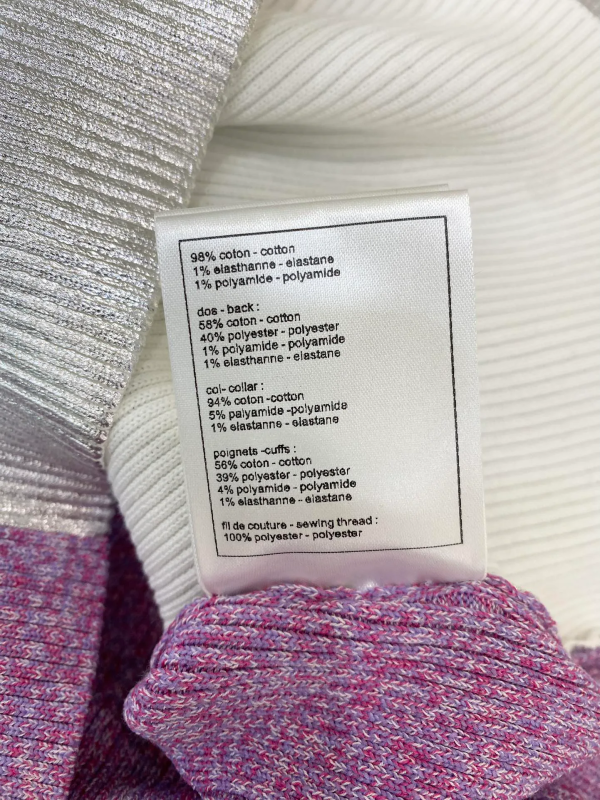 98% coton - cotton
1% elasthanne - elastane
1% polyamide - polyamide
dos - back :
58% coton - cotton
40% polyester - polyester
1% polyamide - polyamide
1% elasthanne - elastane
col- collar :
94% coton -cotton
5% palyamide -polyamide
1% elastanne - elastane
poignets -cuffs :
56% coton - cotton
39% polyester - polyester
4% polyamide - polyamide
1% elasthanne - elastane
fil de couture - sewing thread :
100% polyester - polyester